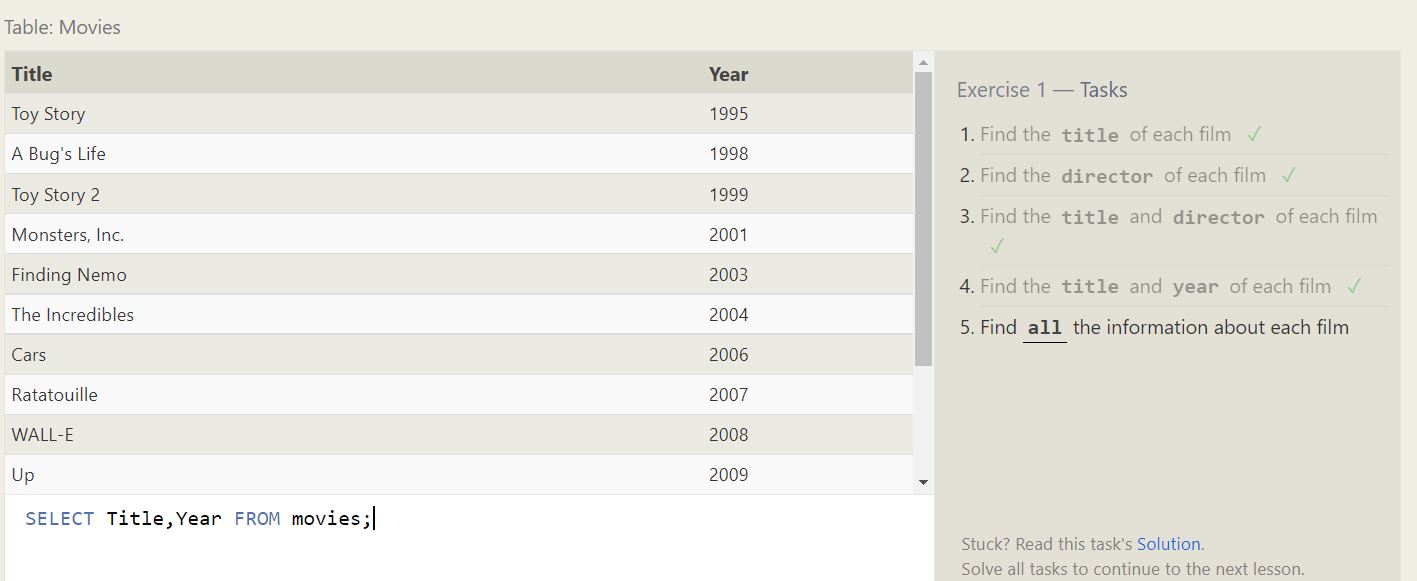 Table: Movies
Title Year
Toy Story 1995
A Bug's Life 1998
Toy Story 2 1999
Monsters, Inc. 2001
Finding Nemo 2003
The Incredibles 2004
Cars 2006
Ratatouille 2007
WALL-E 2008
Up 2009
SELECT Title,Year FROM movies;
Exercise 1 — Tasks
1. Find the title of each film ✓
2. Find the director of each film ✓
3. Find the title and director of each film
✓
4. Find the title and year of each film ✓
5. Find all the information about each film
Stuck? Read this task's Solution.
Solve all tasks to continue to the next lesson.